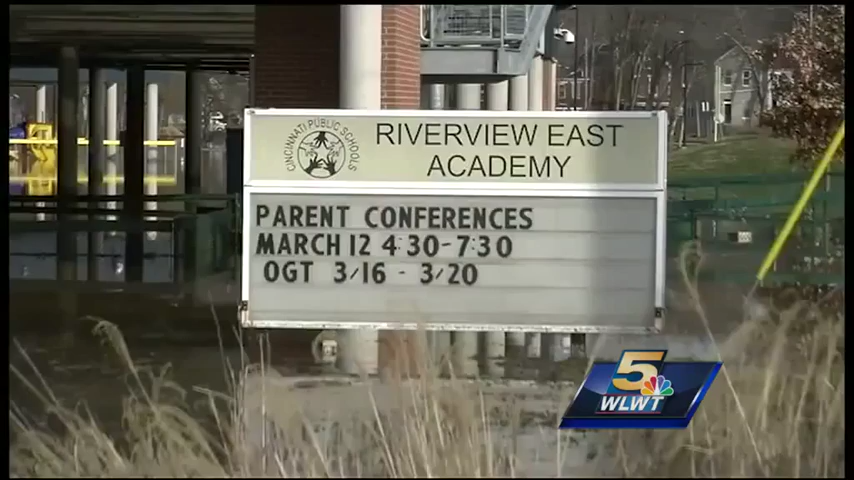 CINCINNATI PUBLIC SCHOOLS
RIVERVIEW EAST
ACADEMY
PARENT CONFERENCES
MARCH 12 4:30-7:30
OGT 3/16 - 3/20
5
WLWT